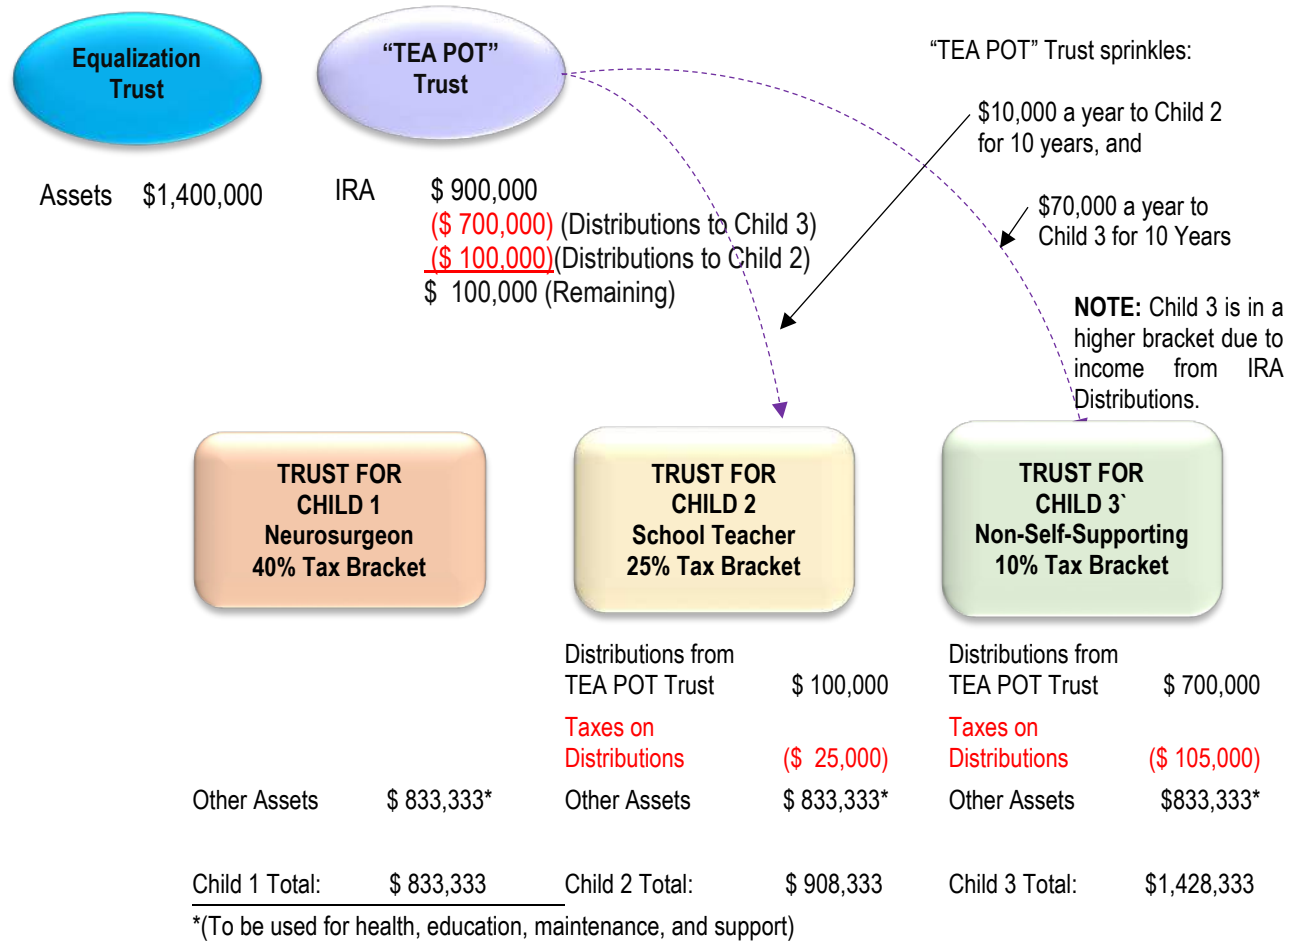 Equalization
Trust
“TEA POT”
Trust
“TEA POT” Trust sprinkles:
$10,000 a year to Child 2
for 10 years, and
$70,000 a year to
Child 3 for 10 Years
Assets $1,400,000
IRA $ 900,000
($ 700,000) (Distributions to Child 3)
($ 100,000)(Distributions to Child 2)
$ 100,000 (Remaining)
NOTE: Child 3 is in a
higher bracket due to
income from IRA
Distributions.
TRUST FOR
CHILD 1
Neurosurgeon
40% Tax Bracket
TRUST FOR
CHILD 2
School Teacher
25% Tax Bracket
TRUST FOR
CHILD 3`
Non-Self-Supporting
10% Tax Bracket
Distributions from
TEA POT Trust $ 100,000
Taxes on
Distributions ($ 25,000)
Distributions from
TEA POT Trust $ 700,000
Taxes on
Distributions ($ 105,000)
Other Assets $ 833,333*
Other Assets $ 833,333*
Other Assets $833,333*
Child 1 Total: $ 833,333
Child 2 Total: $ 908,333
Child 3 Total: $1,428,333
*(To be used for health, education, maintenance, and support)